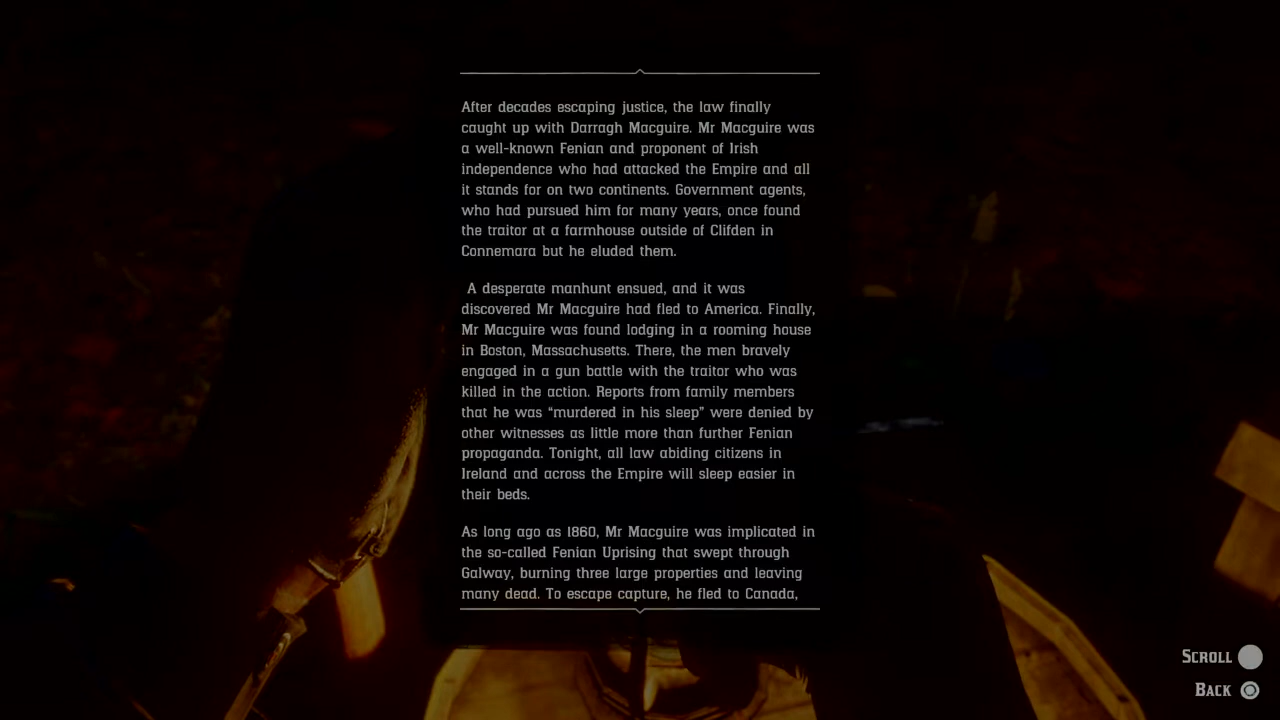 After decades escaping justice, the law finally
caught up with Darragh Macguire. Mr Macguire was
a well-known Fenian and proponent of Irish
independence who had attacked the Empire and all
it stands for on two continents. Government agents,
who had pursued him for many years, once found
the traitor at a farmhouse outside of Clifden in
Connemara but he eluded them.
A desperate manhunt ensued, and it was
discovered Mr Macguire had fled to America. Finally,
Mr Macguire was found lodging in a rooming house
in Boston, Massachusetts. There, the men bravely
engaged in a gun battle with the traitor who was
killed in the action. Reports from family members
that he was “murdered in his sleep” were denied by
other witnesses as little more than further Fenian
propaganda. Tonight, all law abiding citizens in
Ireland and across the Empire will sleep easier in
their beds.
As long ago as 1860, Mr Macguire was implicated in
the so-called Fenian Uprising that swept through
Galway, burning three large properties and leaving
many dead. To escape capture, he fled to Canada,
Scroll
Back